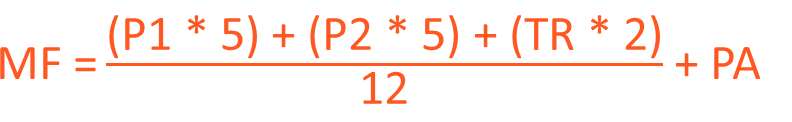 MF = (P1 * 5) + (P2 * 5) + (TR * 2) + PA
12